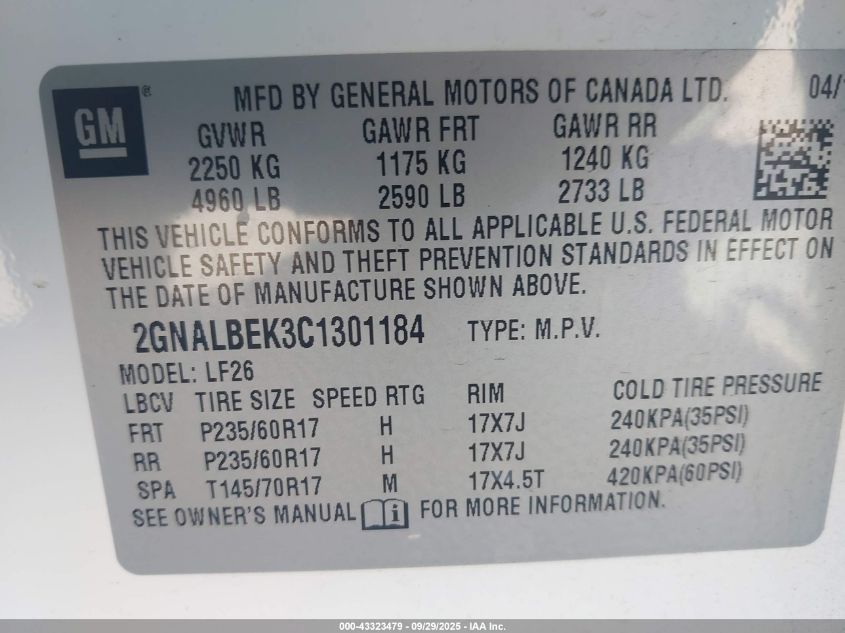 GM ®
MFD BY GENERAL MOTORS OF CANADA LTD. 04/1
GVWR GAWR FRT GAWR RR
2250 KG 1175 KG 1240 KG
4960 LB 2590 LB 2733 LB
THIS VEHICLE CONFORMS TO ALL APPLICABLE U.S. FEDERAL MOTOR
VEHICLE SAFETY AND THEFT PREVENTION STANDARDS IN EFFECT ON
THE DATE OF MANUFACTURE SHOWN ABOVE.
2GNALBEK3C1301184 TYPE: M.P.V.
MODEL: LF26
LBCV TIRE SIZE SPEED RTG RIM COLD TIRE PRESSURE
FRT P235/60R17 H 17X7J 240KPA(35PSI)
RR P235/60R17 H 17X7J 240KPA(35PSI)
SPA T145/70R17 M 17X4.5T 420KPA(60PSI)
SEE OWNER'S MANUAL i FOR MORE INFORMATION.
000-43323479 - 09/29/2025 - IAA Inc.